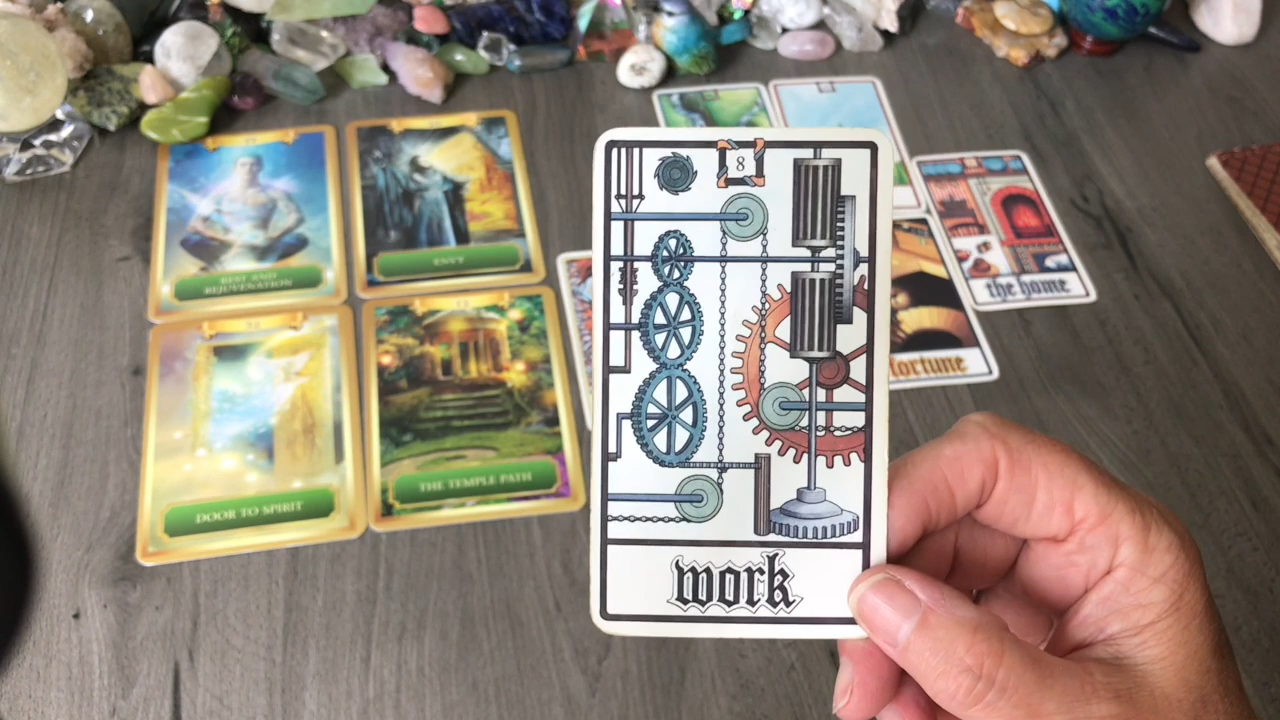 REST AND
REJUVENATION
ENVY
DOOR TO SPIRIT
THE TEMPLE PATH
8
work
the home
fortune